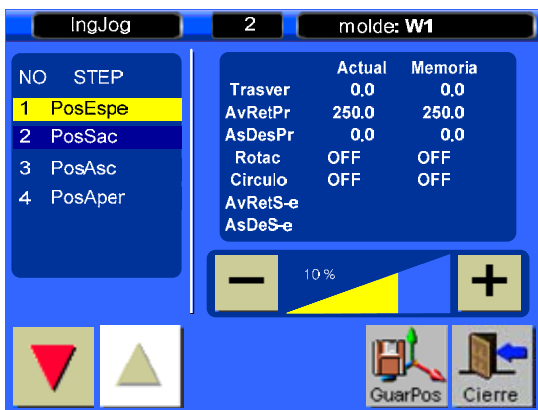 IngJog 2 molde: W1
NO STEP
1 PosEspe
2 PosSac
3 PosAsc
4 PosAper
Actual Memoria
Trasver 0,0 0,0
AvRetPr 250.0 250.0
AsDesPr 0,0 0,0
Rotac OFF OFF
Circulo OFF OFF
AvRetS-e
AsDeS-e
10 %
GuarPos Cierre